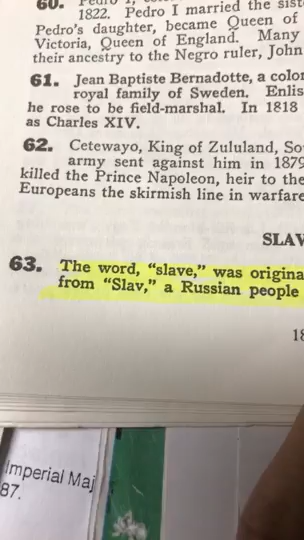 60. Pedro I,
1822. Pedro I married the sist
Pedro's daughter, became Queen of
Victoria, Queen of England. Many
their ancestry to the Negro ruler, John
61. Jean Baptiste Bernadotte, a color
royal family of Sweden. Enlis
he rose to be field-marshal. In 1818
as Charles XIV.
62. Cetewayo, King of Zululand, So
army sent against him in 1879
killed the Prince Napoleon, heir to the
Europeans the skirmish line in warfare
SLAV
63. The word, "slave," was origina
from "Slav," a Russian people
18
Imperial Maj
87.